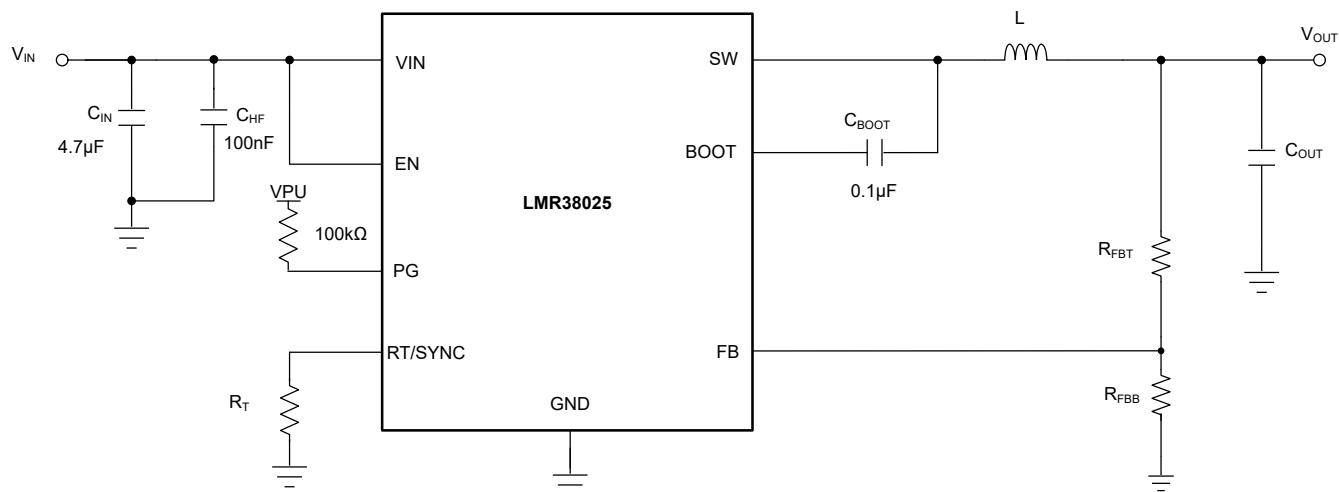 L
V_IN
V_OUT
VIN
SW
C_IN
4.7µF
C_HF
100nF
C_BOOT
0.1µF
BOOT
C_OUT
EN
VPU
LMR38025
100kΩ
R_FBT
PG
RT/SYNC
FB
R_T
GND
R_FBB